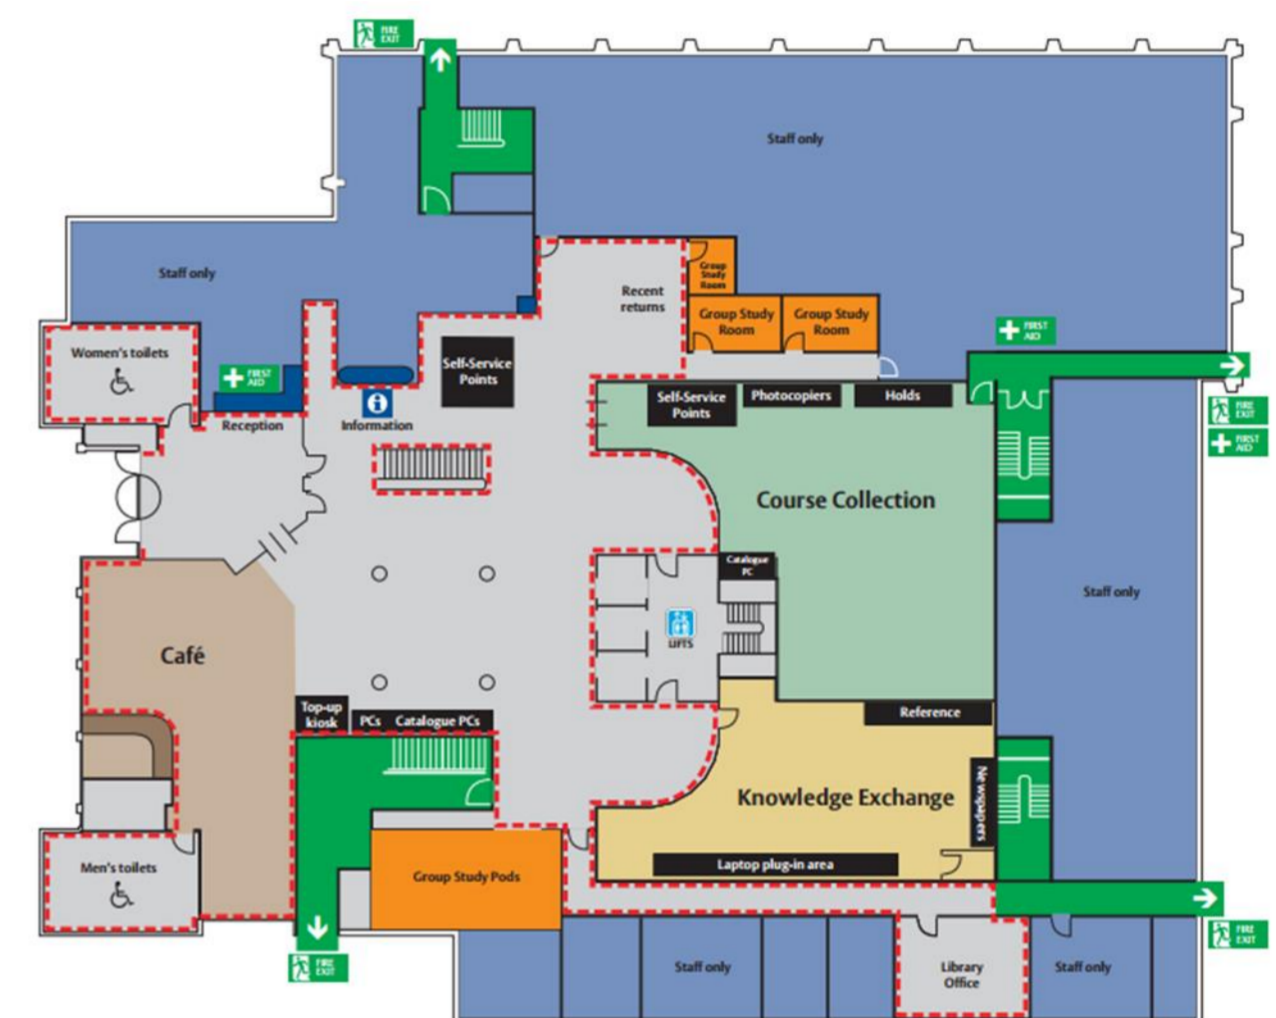 FIRE
EXIT
Staff only
Staff only
Recent
returns
Group
Study
Room
Group Study
Room
Group Study
Room
FIRST
AID
Women's toilets
FIRST
AID
Self-Service
Points
Reception
Information
Self-Service
Points
Photocopiers
Holds
FIRE
EXIT
FIRST
AID
Course Collection
Catalogue
PC
Staff only
LIFTS
Café
Top-up
kiosk
PCs
Catalogue PCs
Reference
Knowledge Exchange
Newspapers
Laptop plug-in area
Men's toilets
Group Study Pods
FIRE
EXIT
FIRE
EXIT
Staff only
Library
Office
Staff only